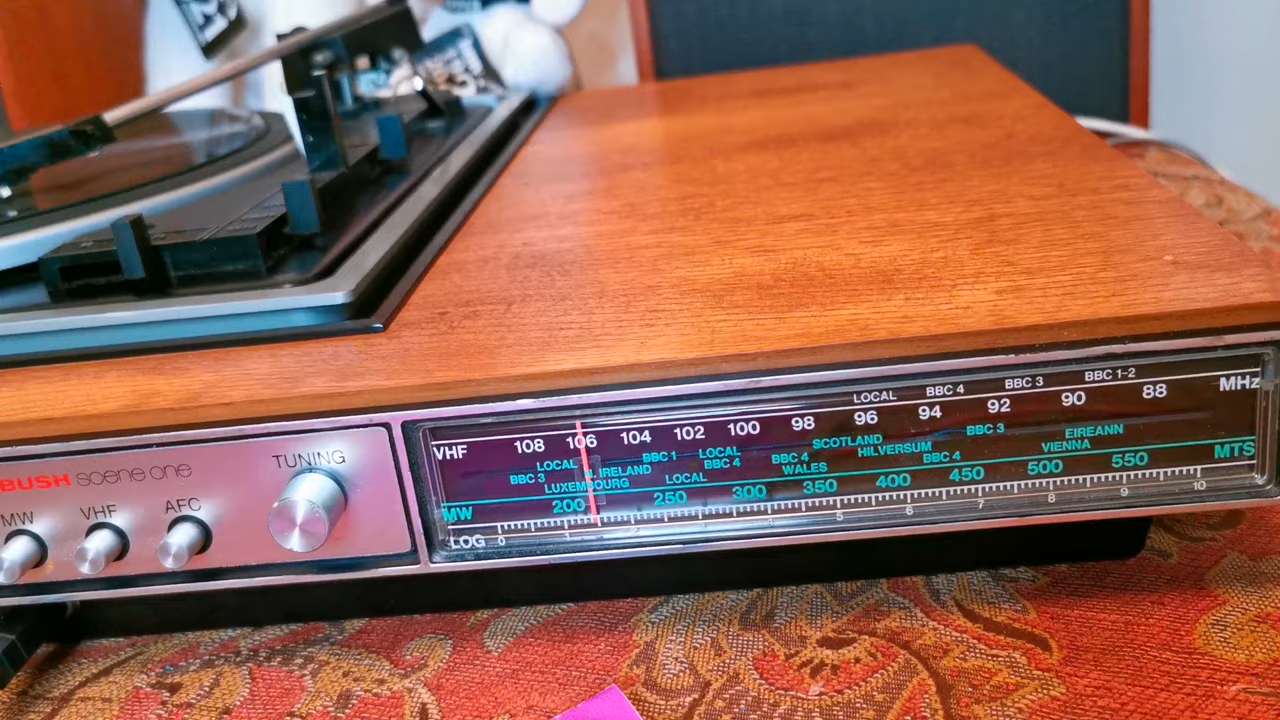 BUSH scene one
MW VHF AFC
TUNING
LOCAL BBC 4 BBC 3 BBC 1-2
VHF 108 106 104 102 100 98 96 94 92 90 88 MHz
LOCAL BBC 1 LOCAL SCOTLAND BBC 3 EIREANN
BBC 3 N. IRELAND BBC 4 BBC 4 HILVERSUM VIENNA
LUXEMBOURG LOCAL WALES BBC 4
MW 200 250 300 350 400 450 500 550 MTS
LOG 0 1 2 3 4 5 6 7 8 9 10